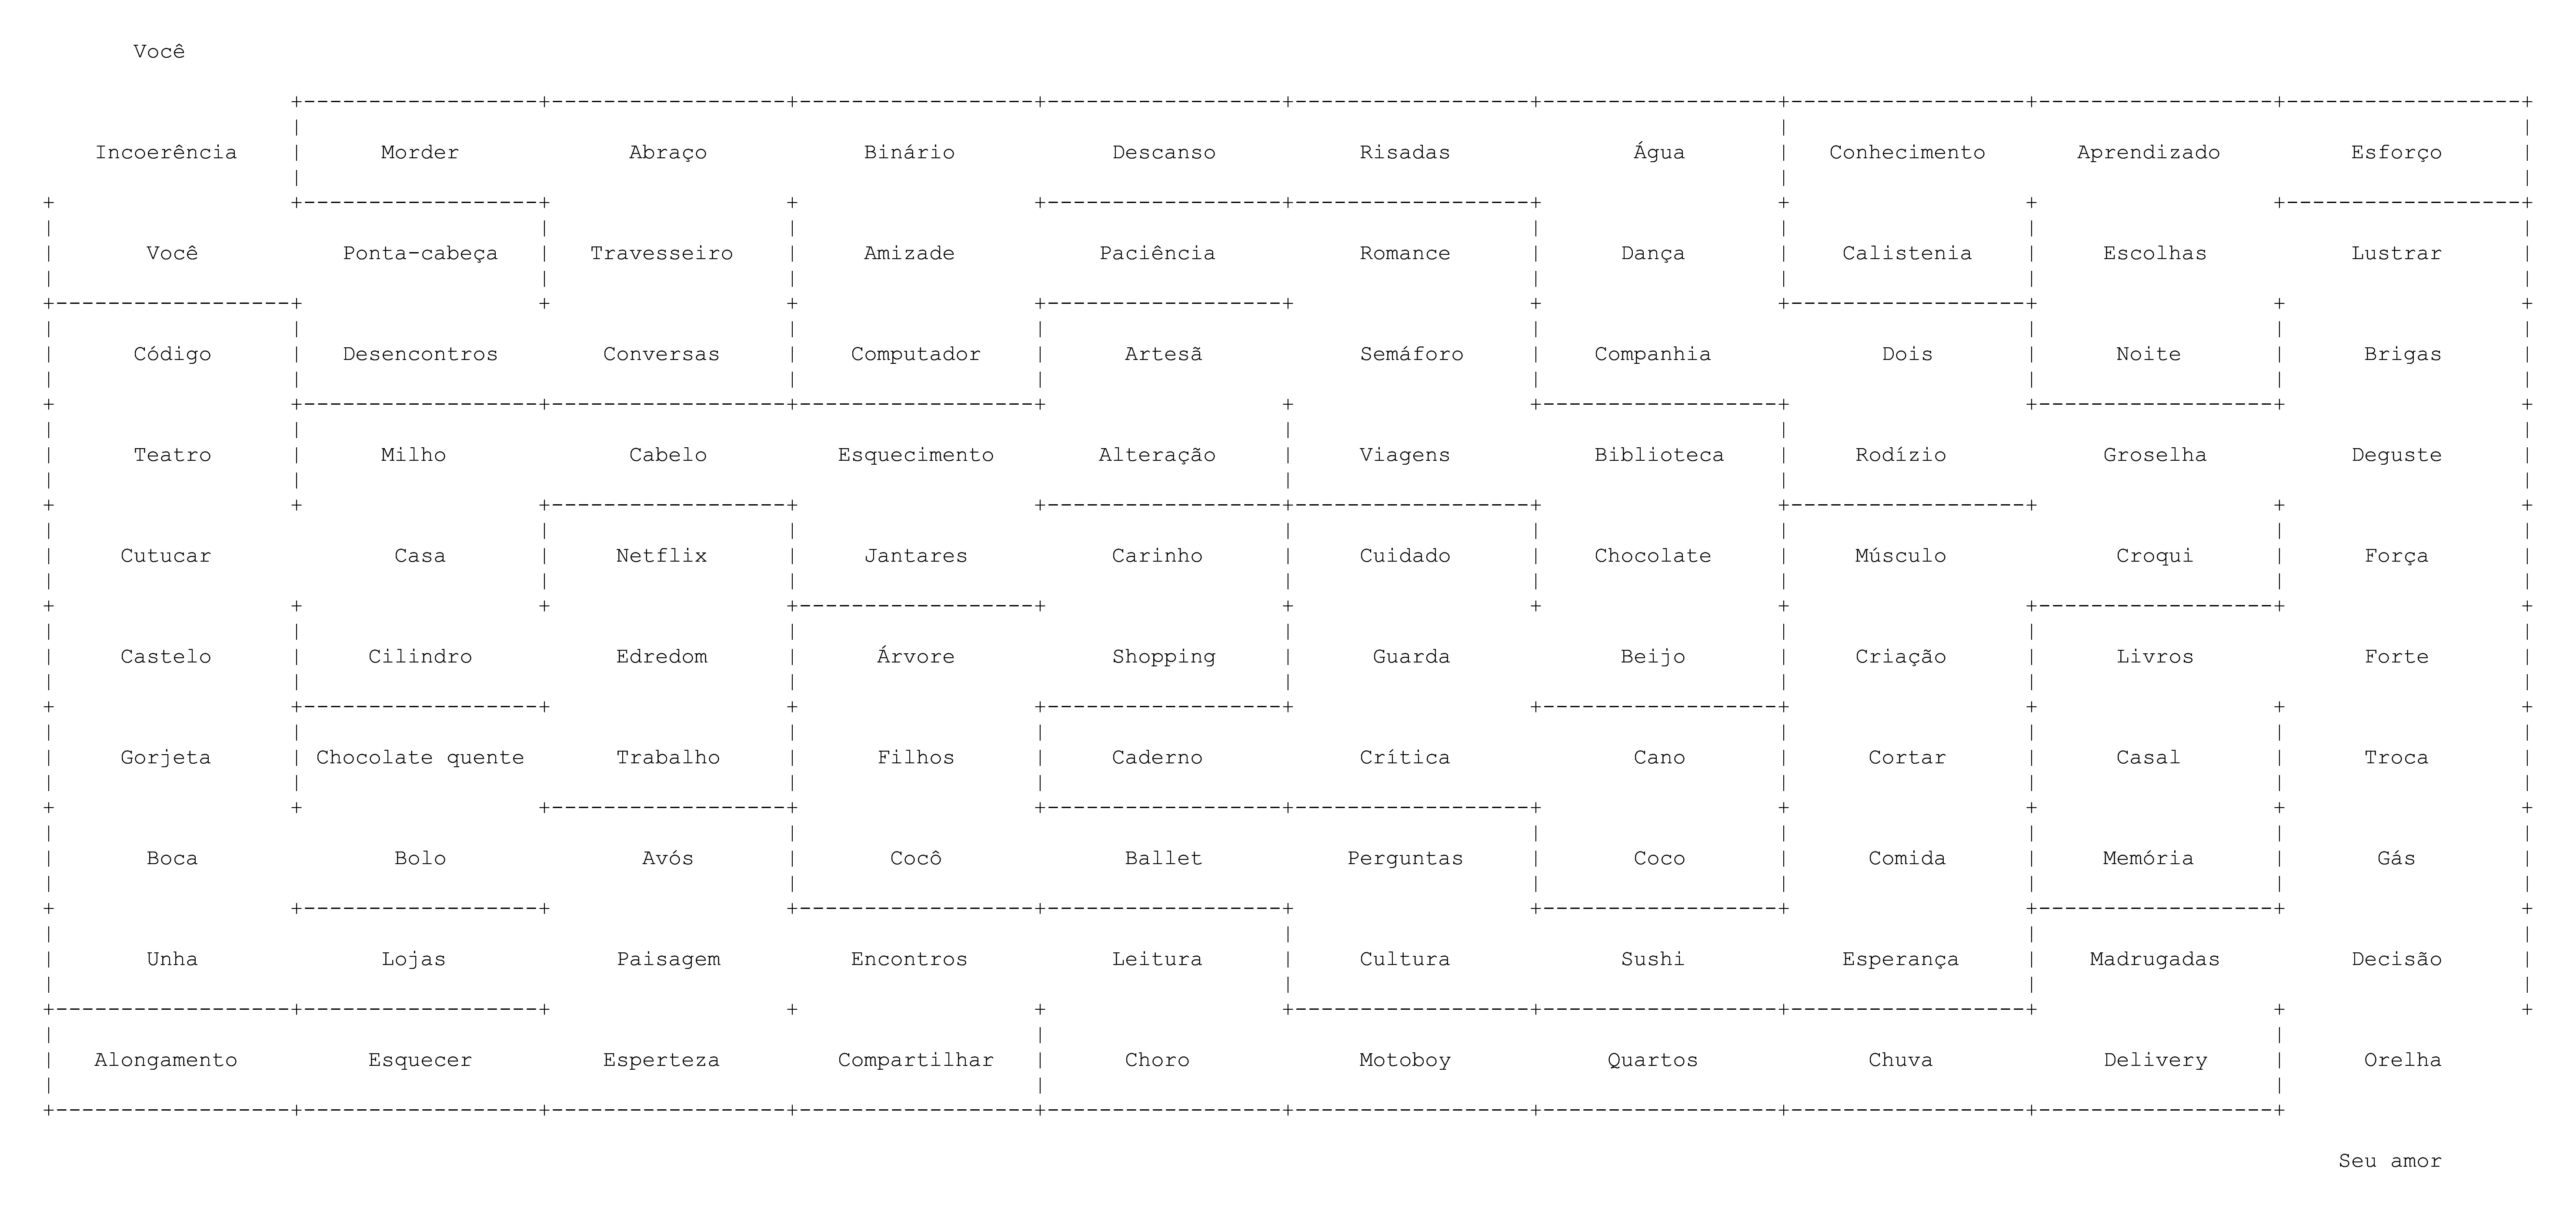 Você
Incoerência Morder Abraço Binário Descanso Risadas Água Conhecimento Aprendizado Esforço
Você Ponta-cabeça Travesseiro Amizade Paciência Romance Dança Calistenia Escolhas Lustrar
Código Desencontros Conversas Computador Artesã Semáforo Companhia Dois Noite Brigas
Teatro Milho Cabelo Esquecimento Alteração Viagens Biblioteca Rodízio Groselha Deguste
Cutucar Casa Netflix Jantares Carinho Cuidado Chocolate Músculo Croqui Força
Castelo Cilindro Edredom Árvore Shopping Guarda Beijo Criação Livros Forte
Gorjeta Chocolate quente Trabalho Filhos Caderno Crítica Cano Cortar Casal Troca
Boca Bolo Avós Cocô Ballet Perguntas Coco Comida Memória Gás
Unha Lojas Paisagem Encontros Leitura Cultura Sushi Esperança Madrugadas Decisão
Alongamento Esquecer Esperteza Compartilhar Choro Motoboy Quartos Chuva Delivery Orelha
Seu amor